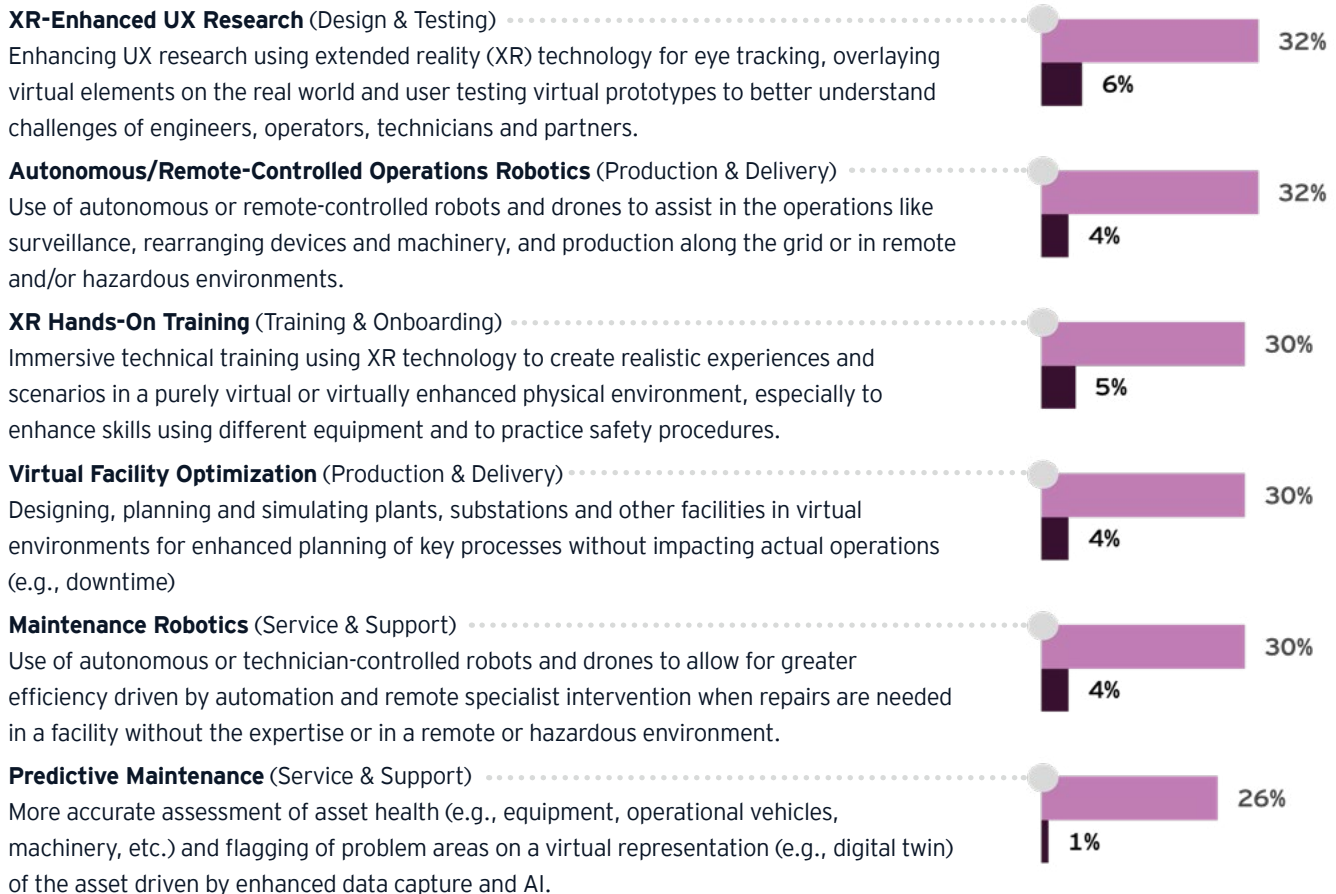 XR-Enhanced UX Research (Design & Testing)
32%
Enhancing UX research using extended reality (XR) technology for eye tracking, overlaying
virtual elements on the real world and user testing virtual prototypes to better understand
6%
challenges of engineers, operators, technicians and partners.
Autonomous/Remote-Controlled Operations Robotics (Production & Delivery)
32%
Use of autonomous or remote-controlled robots and drones to assist in the operations like
surveillance, rearranging devices and machinery, and production along the grid or in remote
4%
and/or hazardous environments.
XR Hands-On Training (Training & Onboarding)
30%
Immersive technical training using XR technology to create realistic experiences and
scenarios in a purely virtual or virtually enhanced physical environment, especially to
5%
enhance skills using different equipment and to practice safety procedures.
Virtual Facility Optimization (Production & Delivery)
30%
Designing, planning and simulating plants, substations and other facilities in virtual
environments for enhanced planning of key processes without impacting actual operations
4%
(e.g., downtime)
Maintenance Robotics (Service & Support)
30%
Use of autonomous or technician-controlled robots and drones to allow for greater
efficiency driven by automation and remote specialist intervention when repairs are needed
4%
in a facility without the expertise or in a remote or hazardous environment.
Predictive Maintenance (Service & Support)
26%
More accurate assessment of asset health (e.g., equipment, operational vehicles,
machinery, etc.) and flagging of problem areas on a virtual representation (e.g., digital twin)
1%
of the asset driven by enhanced data capture and AI.